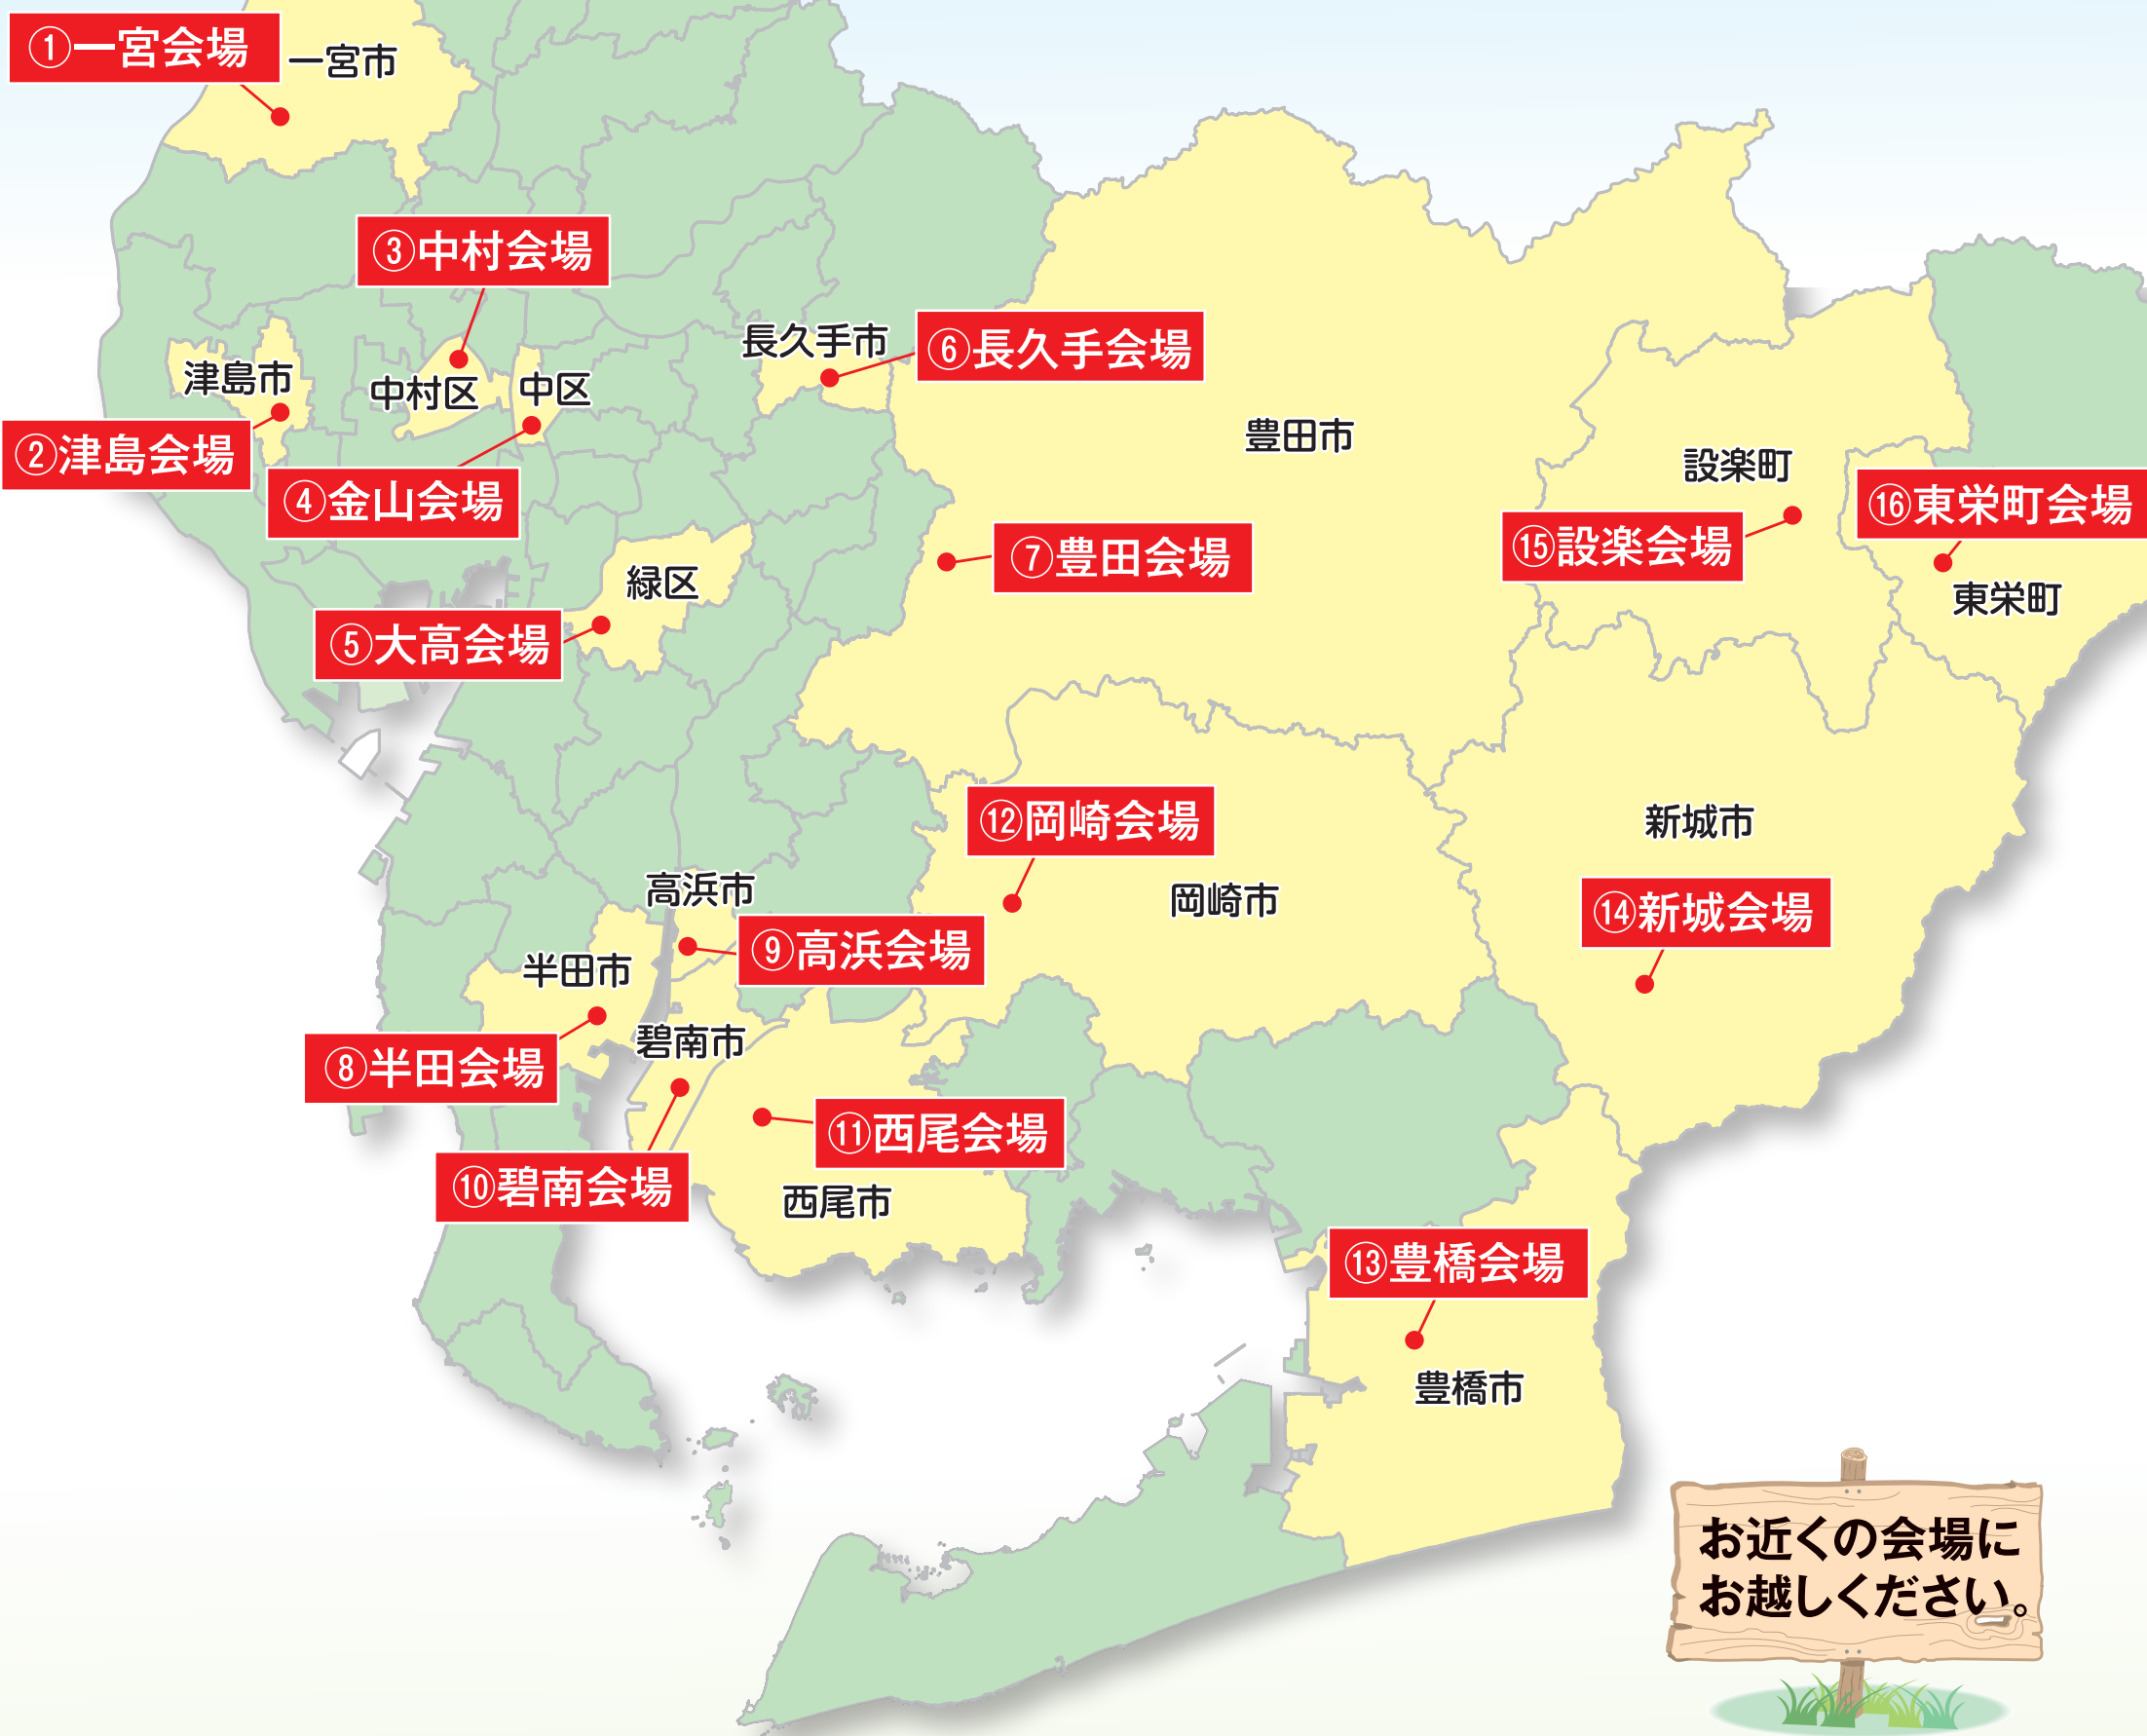 ①一宮会場
一宮市
③中村会場
長久手市
⑥長久手会場
津島市
中村区
中区
②津島会場
④金山会場
豊田市
設楽町
⑯東栄町会場
⑮設楽会場
⑦豊田会場
緑区
東栄町
⑤大高会場
⑫岡崎会場
新城市
高浜市
岡崎市
⑭新城会場
⑨高浜会場
半田市
碧南市
⑧半田会場
⑪西尾会場
⑩碧南会場
西尾市
⑬豊橋会場
豊橋市
お近くの会場に
お越しください。